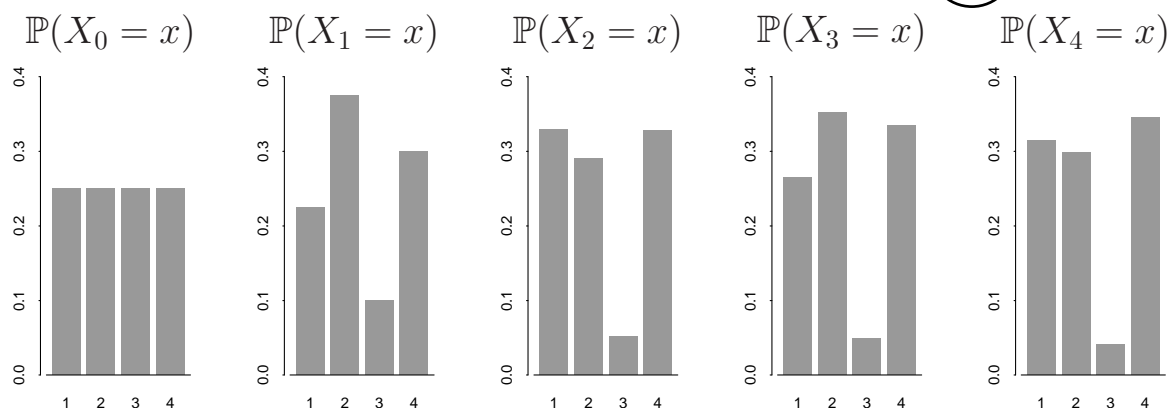 ℙ(X₀ = x) ℙ(X₁ = x) ℙ(X₂ = x) ℙ(X₃ = x) ℙ(X₄ = x)
0.4 0.4 0.4 0.4 0.4
0.3 0.3 0.3 0.3 0.3
0.2 0.2 0.2 0.2 0.2
0.1 0.1 0.1 0.1 0.1
0.0 0.0 0.0 0.0 0.0
1 2 3 4 1 2 3 4 1 2 3 4 1 2 3 4 1 2 3 4